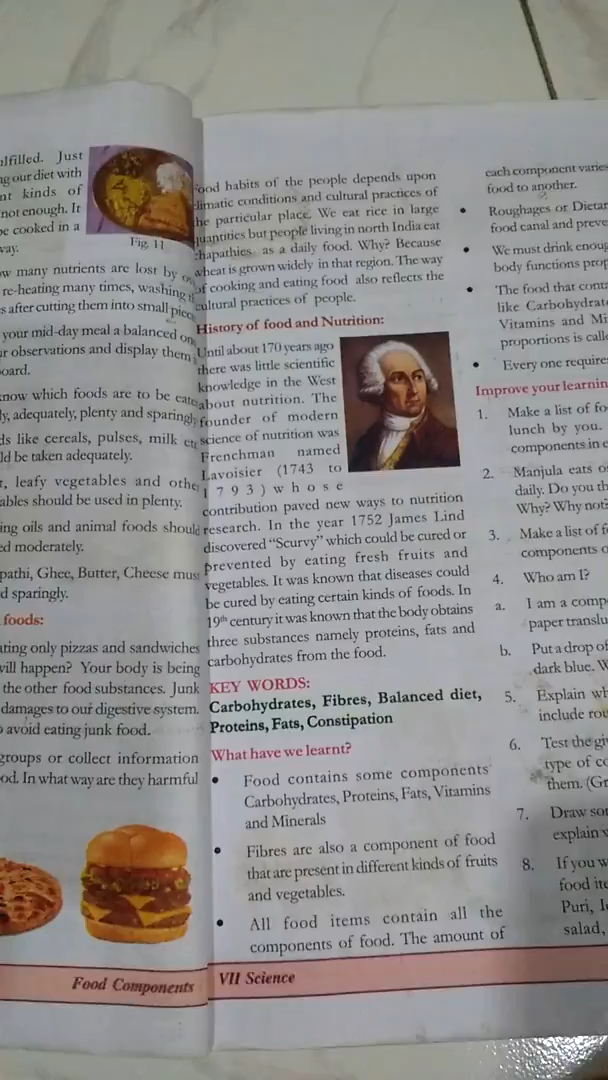 ulfilled. Just
ng our diet with
nt kinds of
not enough. It
be cooked in a
way.
Fig. 11
ow many nutrients are lost by
re-heating many times, washing
s after cutting them into small
your mid-day meal a balanced
ur observations and display them
oard.
know which foods are to be
ly, adequately, plenty and sparingly
ds like cereals, pulses, milk etc
ld be taken adequately.
t, leafy vegetables and othe
ables should be used in plenty.
ing oils and animal foods should
ed moderately.
pathi, Ghee, Butter, Cheese must
d sparingly.
foods:
ating only pizzas and sandwiches
will happen? Your body is being
the other food substances. Junk
damages to our digestive system.
avoid eating junk food.
groups or collect information
od. In what way are they harmful
Food Components
ood habits of the people depends upon
limatic conditions and cultural practices of
he particular place. We eat rice in large
quantities but people living in north India eat
chapathies as a daily food. Why? Because
wheat is grown widely in that region. The way
of cooking and eating food also reflects the
cultural practices of people.
History of food and Nutrition:
Until about 170 years ago
there was little scientific
knowledge in the West
about nutrition. The
founder of modern
science of nutrition was
Frenchman named
Lavoisier (1743 to
1793) whose
contribution paved new ways to nutrition
research. In the year 1752 James Lind
discovered "Scurvy" which could be cured or
prevented by eating fresh fruits and
vegetables. It was known that diseases could
be cured by eating certain kinds of foods. In
19th century it was known that the body obtains
three substances namely proteins, fats and
carbohydrates from the food.
KEY WORDS:
Carbohydrates, Fibres, Balanced diet,
Proteins, Fats, Constipation
What have we learnt?
• Food contains some components
Carbohydrates, Proteins, Fats, Vitamins
and Minerals
• Fibres are also a component of food
that are present in different kinds of fruits
and vegetables.
• All food items contain all the
components of food. The amount of
VII Science
each component varies
food to another.
• Roughages or Dietar
food canal and preve
• We must drink enoug
body functions prop
• The food that conta
like Carbohydrat
Vitamins and Mi
proportions is calle
• Every one require
Improve your learnin
1. Make a list of fo
lunch by you.
components in
2. Manjula eats o
daily. Do you th
Why? Why not?
3. Make a list of f
components o
4. Who am I?
a. I am a comp
paper translu
b. Put a drop of
dark blue. W
5. Explain wh
include rou
6. Test the gi
type of co
them. (Gr
7. Draw som
explain w
8. If you w
food ite
Puri, I
salad,